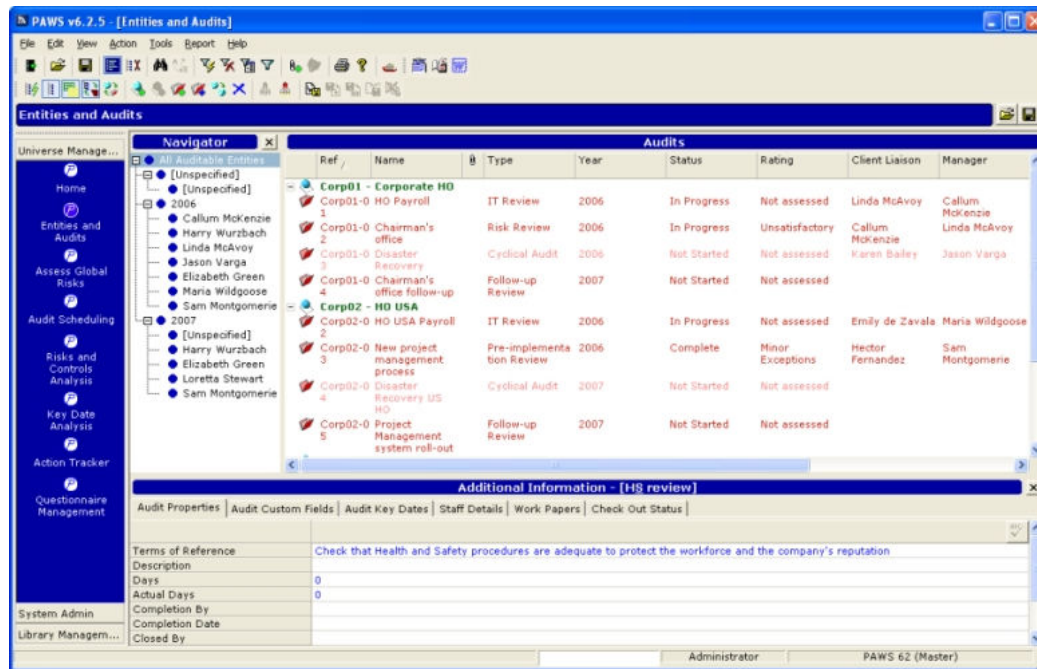 PAWS v6.2.5 - [Entities and Audits]
File Edit View Action Tools Report Help
Entities and Audits
Universe Manage...
Home
Entities and
Audits
Assess Global
Risks
Audit Scheduling
Risks and
Controls
Analysis
Key Date
Analysis
Action Tracker
Questionnaire
Management
System Admin
Library Managem...
Navigator
All Auditable Entities
[Unspecified]
[Unspecified]
2006
Callum McKenzie
Harry Wurzbach
Linda McAvoy
Jason Varga
Elizabeth Green
Maria Wildgoose
Sam Montgomerie
2007
[Unspecified]
Harry Wurzbach
Elizabeth Green
Loretta Stewart
Sam Montgomerie
Audits
Ref Name Type Year Status Rating Client Liaison Manager
Corp01 - Corporate HO
Corp01-0 HO Payroll IT Review 2006 In Progress Not assessed Linda McAvoy Callum
1 McKenzie
Corp01-0 Chairman's Risk Review 2006 In Progress Unsatisfactory Callum Linda McAvoy
2 office McKenzie
Corp01-0 Disaster Cyclical Audit 2006 Not Started Not assessed Karen Bailey Jason Varga
3 Recovery
Corp01-0 Chairman's Follow-up 2007 Not Started Not assessed
4 office follow-up Review
Corp02 - HO USA
Corp02-0 HO USA Payroll IT Review 2006 In Progress Not assessed Emily de Zavala Maria Wildgoose
2
Corp02-0 New project Pre-implementa 2006 Complete Minor Hector Sam
3 management tion Review Exceptions Fernandez Montgomerie
process
Corp02-0 Disaster Cyclical Audit 2007 Not Started Not assessed
4 Recovery US
HO
Corp02-0 Project Follow-up 2007 Not Started Not assessed
5 Management Review
system roll-out
Additional Information - [HS review]
Audit Properties Audit Custom Fields Audit Key Dates Staff Details Work Papers Check Out Status
Terms of Reference Check that Health and Safety procedures are adequate to protect the workforce and the company's reputation
Description
Days 0
Actual Days 0
Completion By
Completion Date
Closed By
Administrator PAWS 62 (Master)